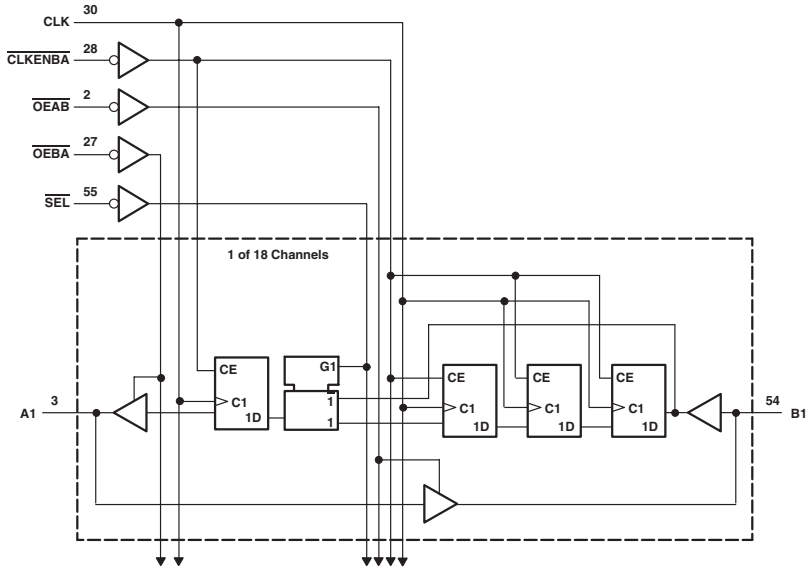 CLK 30
CLKENBA 28
OEAB 2
OEBA 27
SEL 55
1 of 18 Channels
G1
CE
C1
1D
1
1
CE
C1
1D
CE
C1
1D
CE
C1
1D
A1 3
54 B1